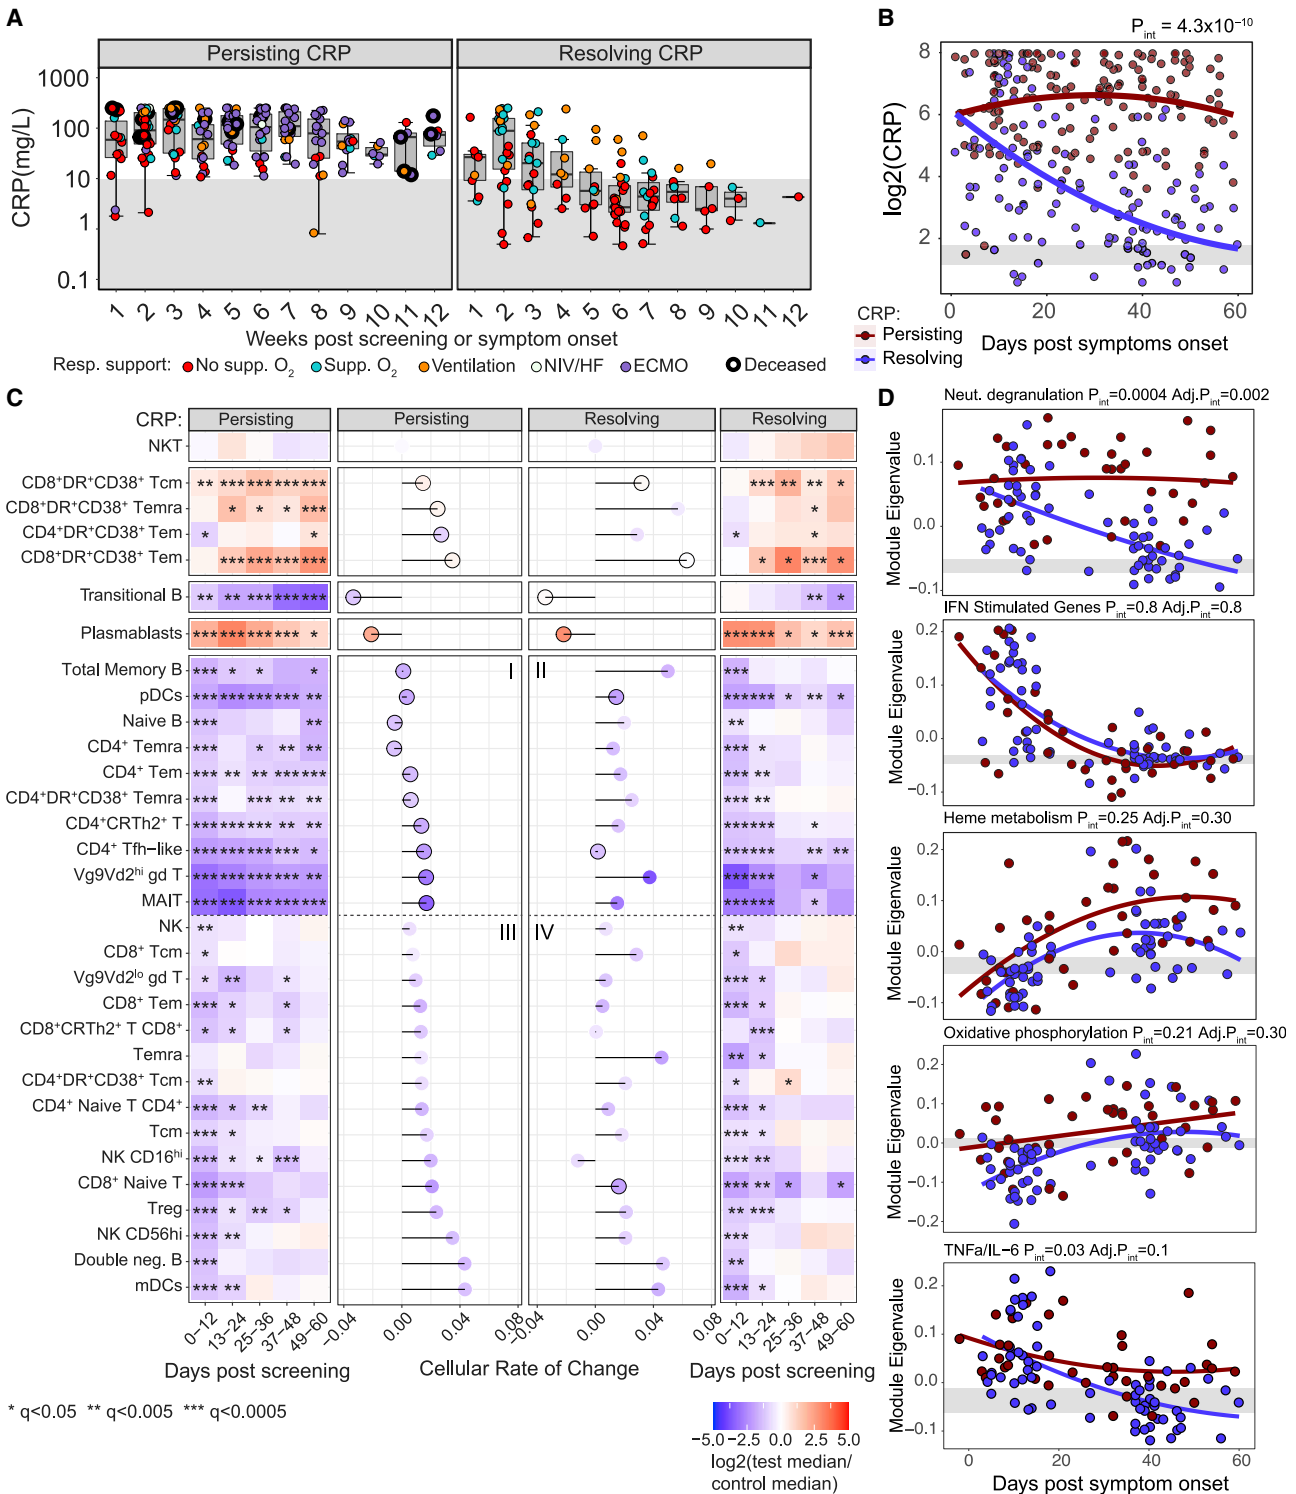 A
Persisting CRP
Resolving CRP
CRP(mg/L)
1000
100
10
1
0.1
1 2 3 4 5 6 7 8 9 10 11 12
1 2 3 4 5 6 7 8 9 10 11 12
Weeks post screening or symptom onset
Resp. support: No supp. O2 Supp. O2 Ventilation NIV/HF ECMO Deceased
B
Pint = 4.3x10−10
log2(CRP)
8
6
4
2
0 20 40 60
Days post symptoms onset
CRP:
Persisting
Resolving
C
CRP: Persisting Persisting Resolving Resolving
NKT
CD8+DR+CD38+ Tcm ** *** *** *** *** *** ** ** *
CD8+DR+CD38+ Temra * * * *** *
CD4+DR+CD38+ Tem * * * *
CD8+DR+CD38+ Tem *** *** *** *** * * *** *
Transitional B ** ** *** *** *** ** *
Plasmablasts *** *** *** *** * *** *** * * ***
Total Memory B *** * * * I II ***
pDCs *** *** *** *** ** *** *** * ** *
Naive B *** ** **
CD4+ Temra *** * ** ** *** *
CD4+ Tem *** ** ** *** *** *** **
CD4+DR+CD38+ Temra *** *** ** ** *** **
CD4+CRTh2+ T *** *** *** ** ** *** *** *
CD4+ Tfh−like *** *** *** *** * *** *** ** **
Vg9Vd2hi gd T *** *** *** *** ** *** *** *
MAIT *** *** *** *** *** *** *** *
NK ** III IV **
CD8+ Tcm * *
Vg9Vd2lo gd T * ** * *** *
CD8+ Tem *** * * *** *
CD8+CRTh2+ T CD8+ * * * ***
Temra ** *
CD4+DR+CD38+ Tcm ** * *
CD4+ Naive T CD4+ *** * ** *** *
Tcm *** * *** *
NK CD16hi *** * * *** *** **
CD8+ Naive T *** *** *** ** * *
Treg *** * ** * ** ***
NK CD56hi *** **
Double neg. B *** **
mDCs *** ** *** *
0−12 13−24 25−36 37−48 49−60
−0.04 0.00 0.04 0.08
−0.04 0.00 0.04 0.08
0−12 13−24 25−36 37−48 49−60
Days post screening
Cellular Rate of Change
Days post screening
* q<0.05 ** q<0.005 *** q<0.0005
−5.0 −2.5 0.0 2.5 5.0
log2(test median/
control median)
D
Neut. degranulation Pint=0.0004 Adj.Pint=0.002
Module Eigenvalue
0.1
0.0
−0.1
IFN Stimulated Genes Pint=0.8 Adj.Pint=0.8
Module Eigenvalue
0.2
0.1
0.0
−0.1
Heme metabolism Pint=0.25 Adj.Pint=0.30
Module Eigenvalue
0.2
0.1
0.0
−0.1
Oxidative phosphorylation Pint=0.21 Adj.Pint=0.30
Module Eigenvalue
0.2
0.1
0.0
−0.1
−0.2
TNFa/IL−6 Pint=0.03 Adj.Pint=0.1
Module Eigenvalue
0.2
0.1
0.0
−0.1
0 20 40 60
Days post symptom onset